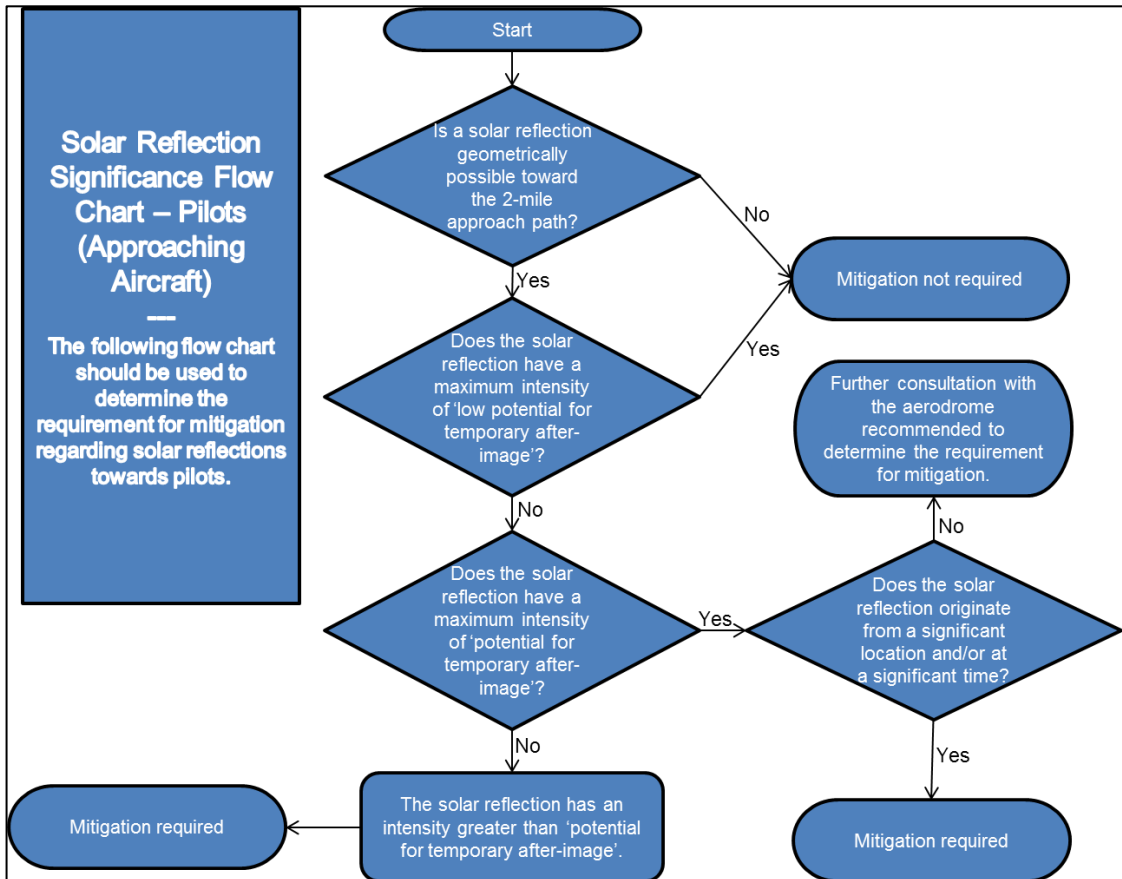 Solar Reflection
Significance Flow
Chart – Pilots
(Approaching
Aircraft)
---
The following flow chart
should be used to
determine the
requirement for mitigation
regarding solar reflections
towards pilots.
Start
Is a solar reflection
geometrically
possible toward
the 2-mile
approach path?
No
Yes
Mitigation not required
Does the solar
reflection have a
maximum intensity
of ‘low potential for
temporary after-
image’?
Yes
No
Further consultation with
the aerodrome
recommended to
determine the requirement
for mitigation.
No
Does the solar
reflection have a
maximum intensity
of ‘potential for
temporary after-
image’?
Yes
Does the solar
reflection originate
from a significant
location and/or at
a significant time?
No
Yes
The solar reflection has an
intensity greater than ‘potential
for temporary after-image’.
Mitigation required
Mitigation required